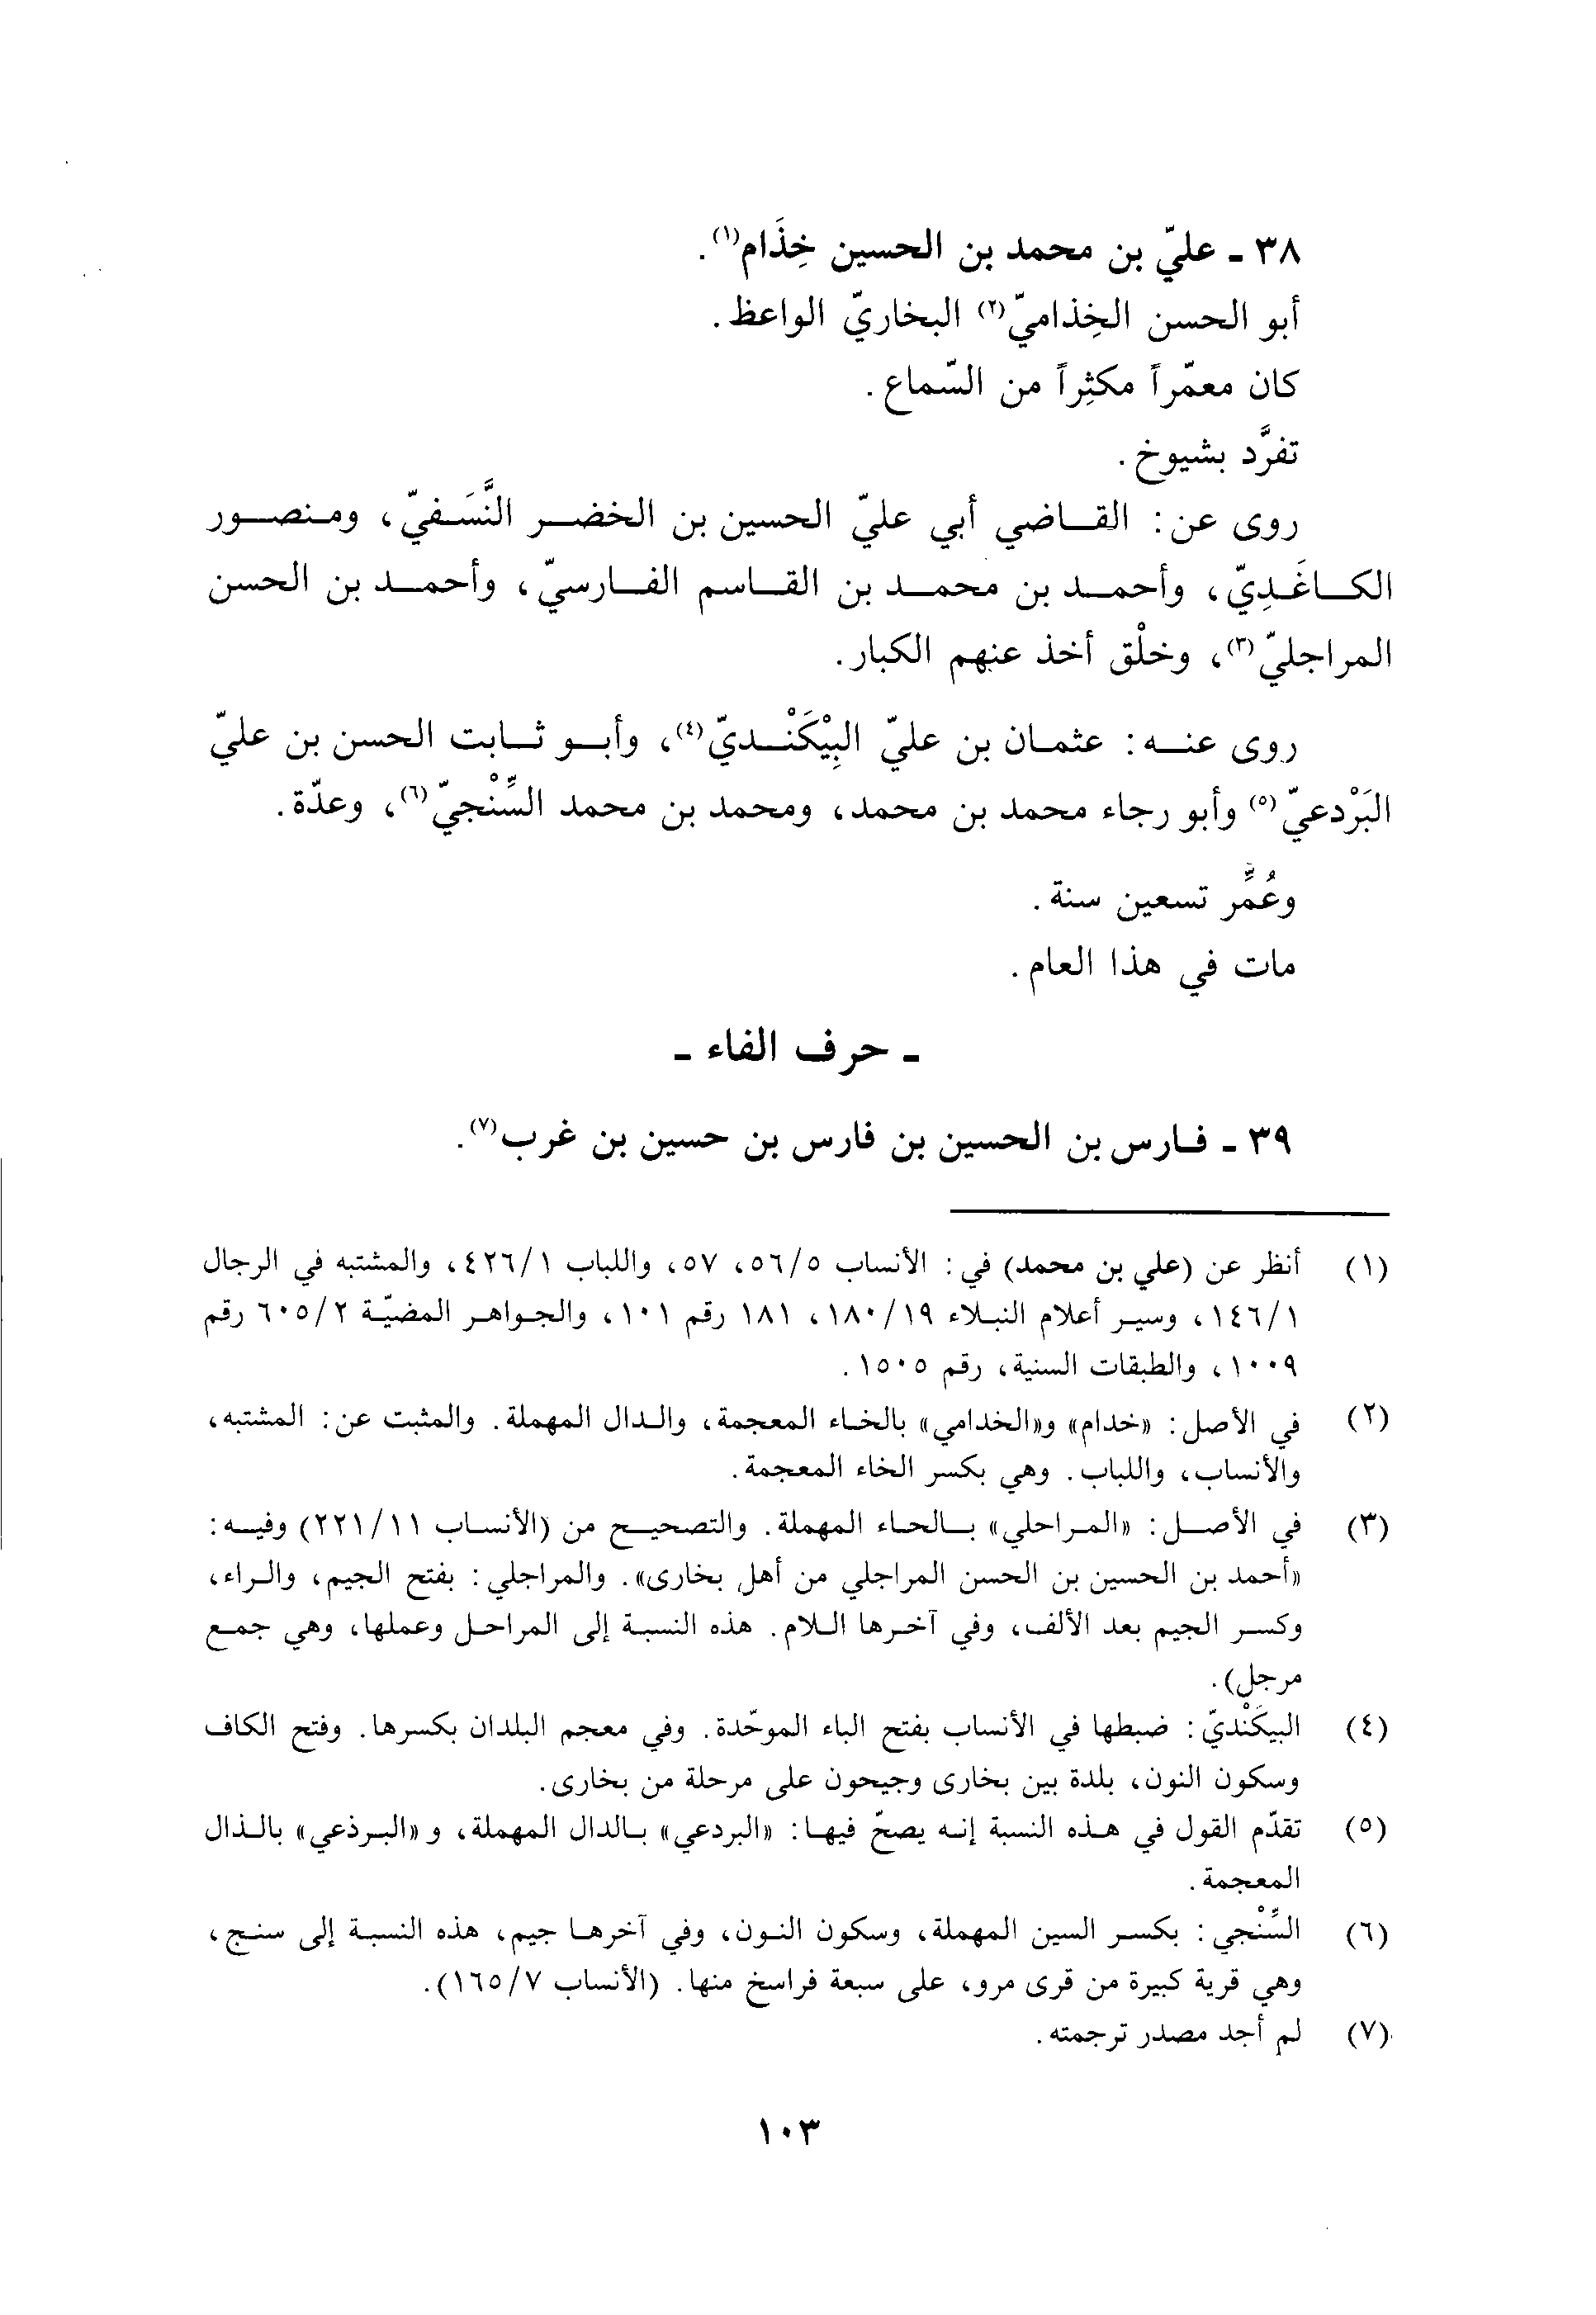 ٣٨ - عليّ بن محمد بن الحسين خِذَام(١).
أبو الحسن الخِذاميّ(٢) البخاريّ الواعظ.
كان معمّراً مكثِراً من السّماع.
تفرَّد بشيوخ.
روى عن: القاضي أبي عليّ الحسين بن الخضر النَّسَفيّ، ومنصور
الكاغَدِيّ، وأحمد بن محمد بن القاسم الفارسيّ، وأحمد بن الحسن
المراجليّ(٣)، وخلْق أخذ عنهم الكبار.
روى عنه: عثمان بن عليّ البِيْكَنْديّ(٤)، وأبو ثابت الحسن بن عليّ
البَرْدعيّ(٥) وأبو رجاء محمد بن محمد، ومحمد بن محمد السِّنْجيّ(٦)، وعدّة.
وعُمِّر تسعين سنة.
مات في هذا العام.
- حرف الفاء -
٣٩ - فارس بن الحسين بن فارس بن حسين بن غرب(٧).
(١) أنظر عن (علي بن محمد) في: الأنساب ٥/٥٦، ٥٧، واللباب ١/٤٢٦، والمشتبه في الرجال
١/١٤٦، وسير أعلام النبلاء ١٩/١٨٠، ١٨١ رقم ١٠١، والجواهر المضيّة ٢/٦٠٥ رقم
١٠٠٩، والطبقات السنية، رقم ١٥٠٥.
(٢) في الأصل: «خدام» و«الخدامي» بالخاء المعجمة، والدال المهملة. والمثبت عن: المشتبه،
والأنساب، واللباب. وهي بكسر الخاء المعجمة.
(٣) في الأصل: «المراحلي» بالحاء المهملة. والتصحيح من (الأنساب ١١/٢٢١) وفيه:
«أحمد بن الحسين بن الحسن المراجلي من أهل بخارى». والمراجلي: بفتح الجيم، والراء،
وكسر الجيم بعد الألف، وفي آخرها اللام. هذه النسبة إلى المراحل وعملها، وهي جمع
مرجل).
(٤) البيكَنْديّ: ضبطها في الأنساب بفتح الباء الموحّدة. وفي معجم البلدان بكسرها. وفتح الكاف
وسكون النون، بلدة بين بخارى وجيحون على مرحلة من بخارى.
(٥) تقدّم القول في هذه النسبة إنه يصحّ فيها: «البردعي» بالدال المهملة، و«البرذعي» بالذال
المعجمة.
(٦) السِّنْجي: بكسر السين المهملة، وسكون النون، وفي آخرها جيم، هذه النسبة إلى سنج،
وهي قرية كبيرة من قرى مرو، على سبعة فراسخ منها. (الأنساب ٧/١٦٥).
(٧) لم أجد مصدر ترجمته.
١٠٣